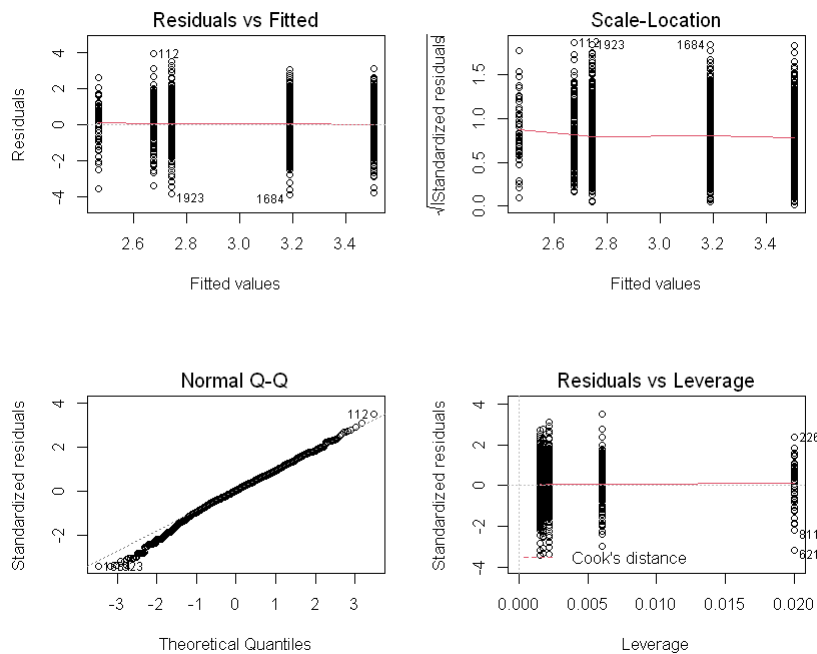 Residuals vs Fitted
Residuals
4
2
0
-2
-4
112
1923
1684
2.6 2.8 3.0 3.2 3.4
Fitted values
Scale-Location
√|Standardized residuals
1.5
1.0
0.5
0.0
112
1923
1684
2.6 2.8 3.0 3.2 3.4
Fitted values
Normal Q-Q
Standardized residuals
4
2
0
-2
112
-3 -2 -1 0 1 2 3
Theoretical Quantiles
Residuals vs Leverage
Standardized residuals
4
2
0
-2
-4
226
811
621
Cook's distance
0.000 0.005 0.010 0.015 0.020
Leverage